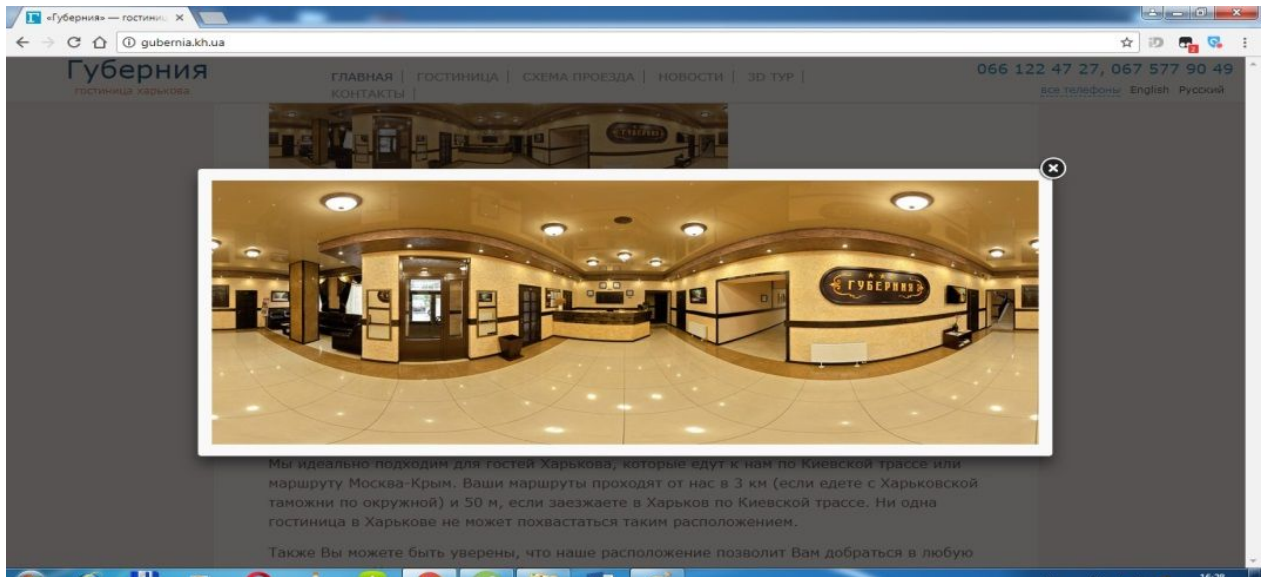 «Губерния» — гостиниц
gubernia.kh.ua
2
Губерния
гостиница харькова
ГЛАВНАЯ | ГОСТИНИЦА | СХЕМА ПРОЕЗДА | НОВОСТИ | 3D ТУР |
КОНТАКТЫ |
066 122 47 27, 067 577 90 49
все телефоны English Русский
ГУБЕРНИЯ
ГУБЕРНИЯ
Мы идеально подходим для гостей Харькова, которые едут к нам по Киевской трассе или
маршруту Москва-Крым. Ваши маршруты проходят от нас в 3 км (если едете с Харьковской
таможни по окружной) и 50 м, если заезжаете в Харьков по Киевской трассе. Ни одна
гостиница в Харькове не может похвастаться таким расположением.
Также Вы можете быть уверены, что наше расположение позволит Вам добраться в любую